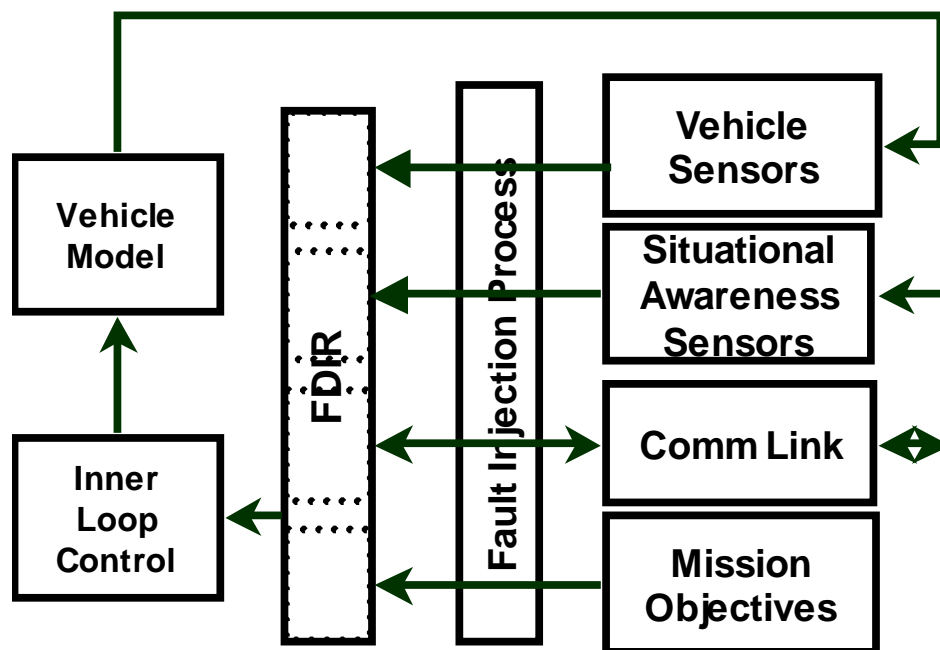 Vehicle
Model
Inner
Loop
Control
FDIR
Fault Injection Process
Vehicle
Sensors
Situational
Awareness
Sensors
Comm Link
Mission
Objectives